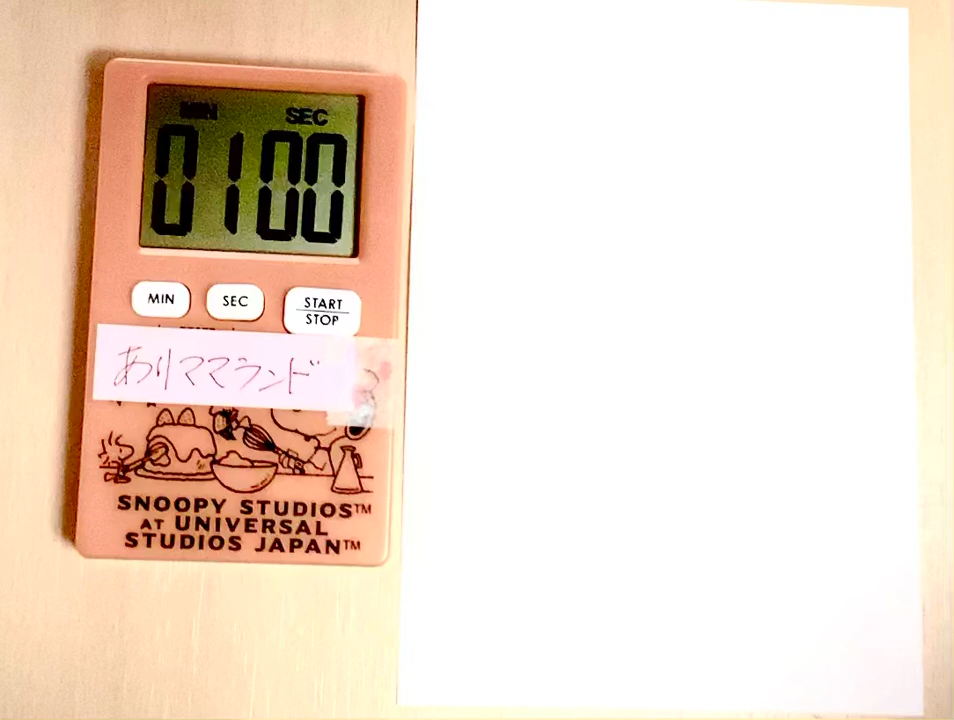 MIN SEC
01 00
MIN SEC START
STOP
ありママランド
SNOOPY STUDIOS™
AT UNIVERSAL
STUDIOS JAPAN™